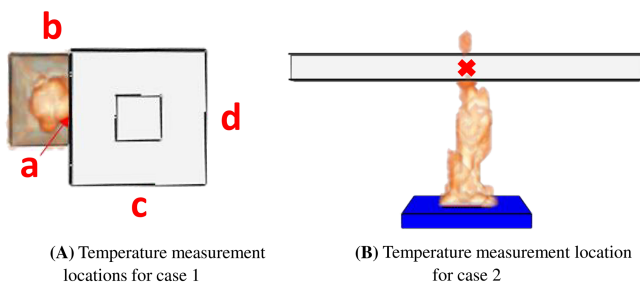 b
d
a
c
(A) Temperature measurement
locations for case 1
(B) Temperature measurement location
for case 2